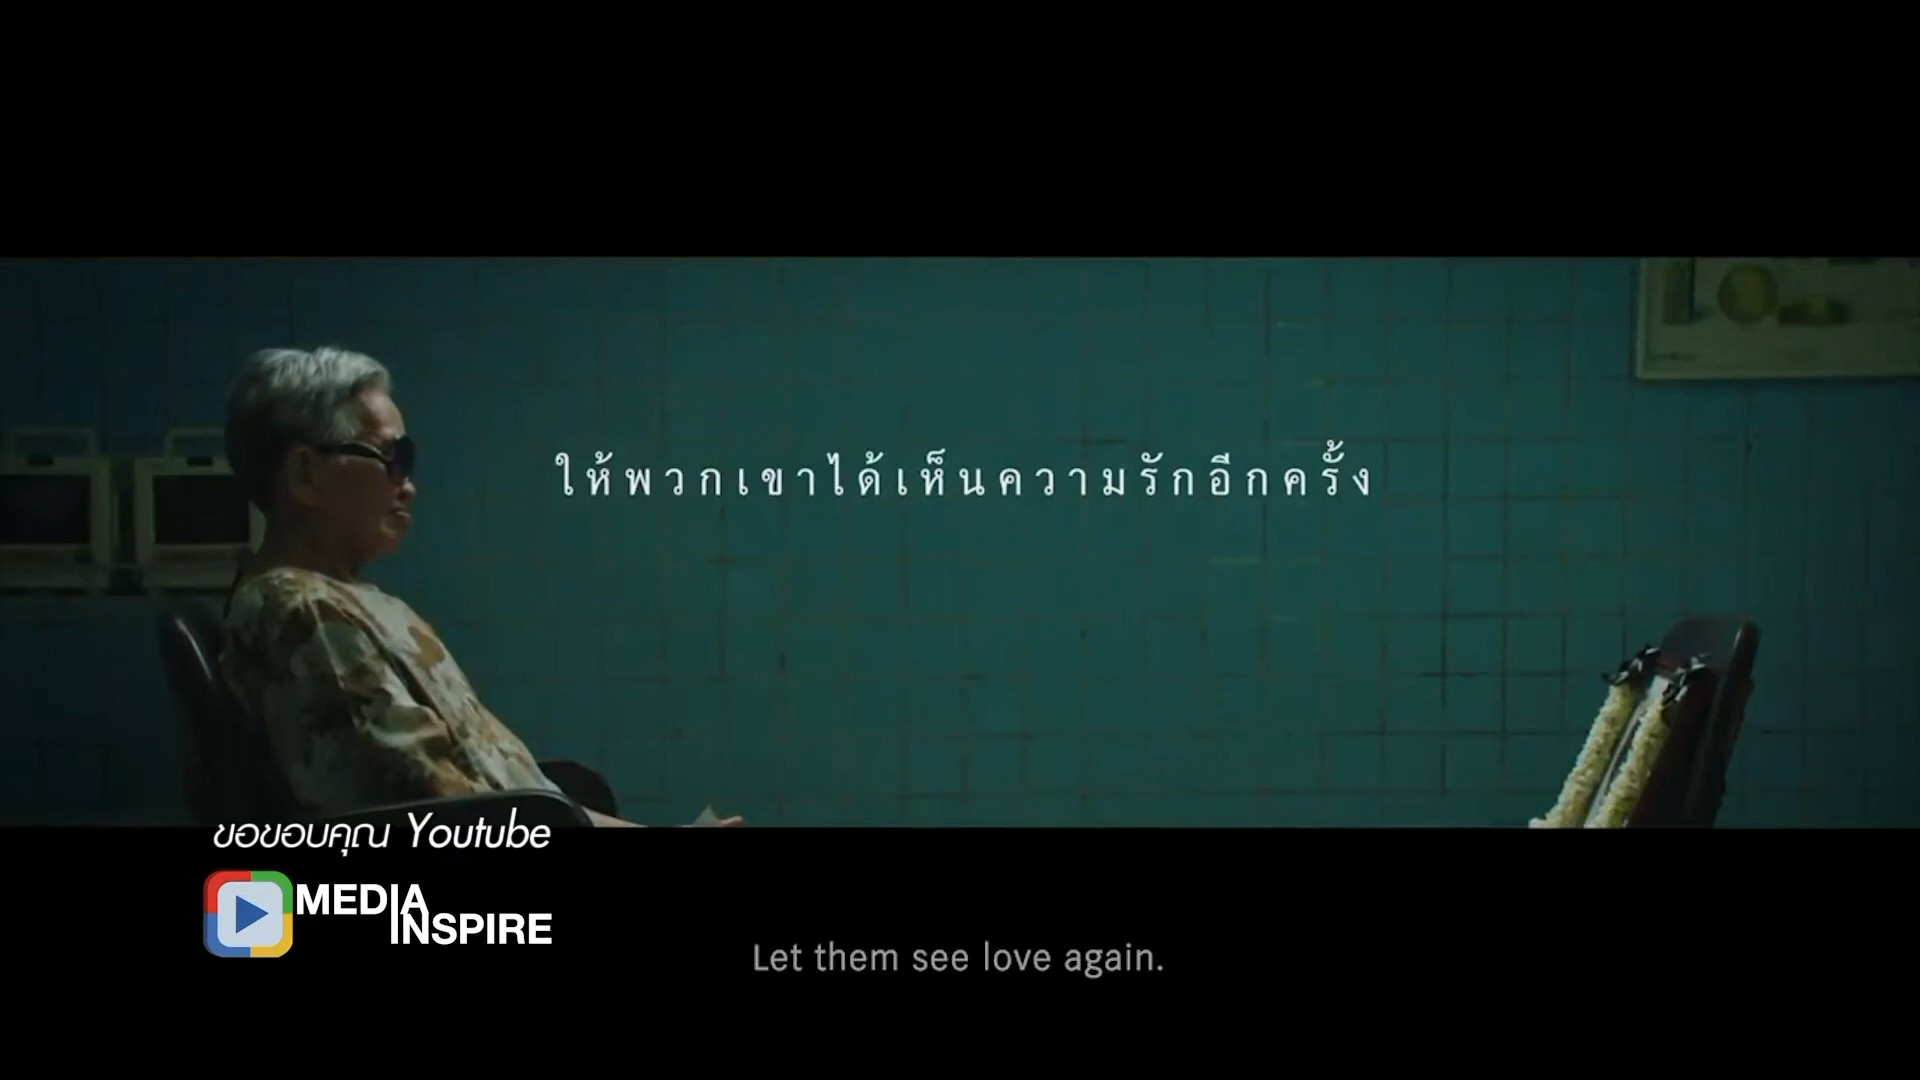 ให้พวกเขาได้เห็นความรักอีกครั้ง
ขอขอบคุณ Youtube
MEDIA
INSPIRE
Let them see love again.